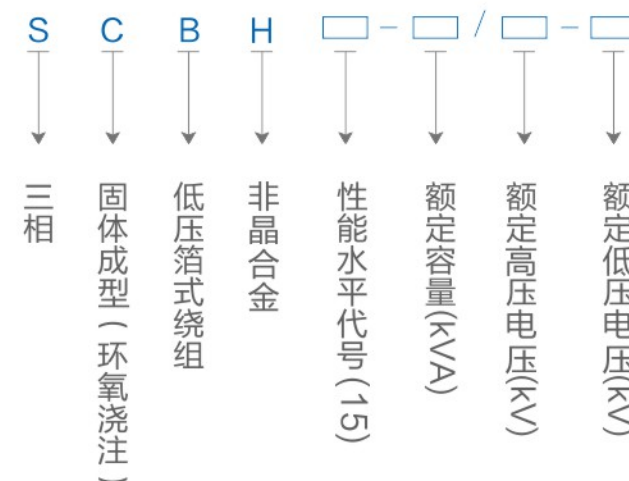 S C B H □ - □ / □ - □
三相
固体成型(环氧浇注)
低压箔式绕组
非晶合金
性能水平代号(15)
额定容量(kVA)
额定高压电压(kV)
额定低压电压(kV)